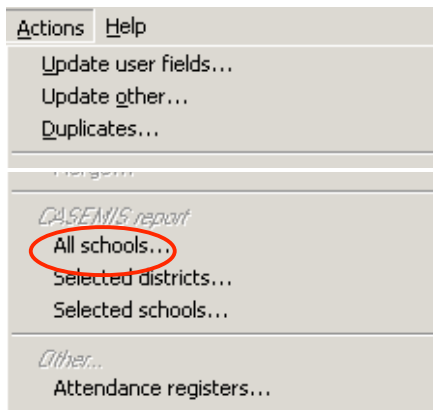 Actions Help
Update user fields...
Update other...
Duplicates...
CASEMIS report
All schools...
Selected districts...
Selected schools...
Other...
Attendance registers...